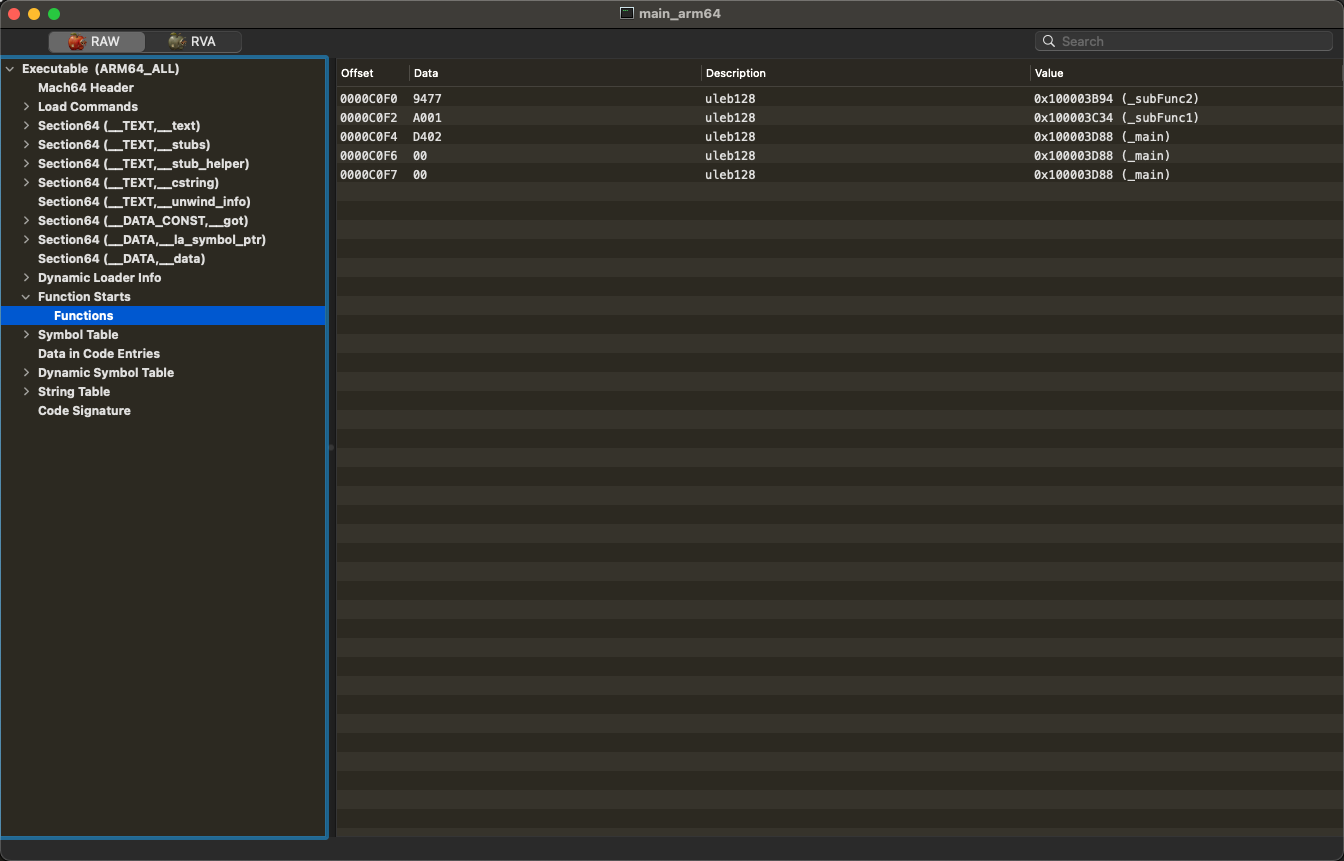 main_arm64
RAW RVA Search
Executable (ARM64_ALL)
Mach64 Header
Load Commands
Section64 (__TEXT,__text)
Section64 (__TEXT,__stubs)
Section64 (__TEXT,__stub_helper)
Section64 (__TEXT,__cstring)
Section64 (__TEXT,__unwind_info)
Section64 (__DATA_CONST,__got)
Section64 (__DATA,__la_symbol_ptr)
Section64 (__DATA,__data)
Dynamic Loader Info
Function Starts
Functions
Symbol Table
Data in Code Entries
Dynamic Symbol Table
String Table
Code Signature
Offset Data Description Value
0000C0F0 9477 uleb128 0x100003B94 (_subFunc2)
0000C0F2 A001 uleb128 0x100003C34 (_subFunc1)
0000C0F4 D402 uleb128 0x100003D88 (_main)
0000C0F6 00 uleb128 0x100003D88 (_main)
0000C0F7 00 uleb128 0x100003D88 (_main)